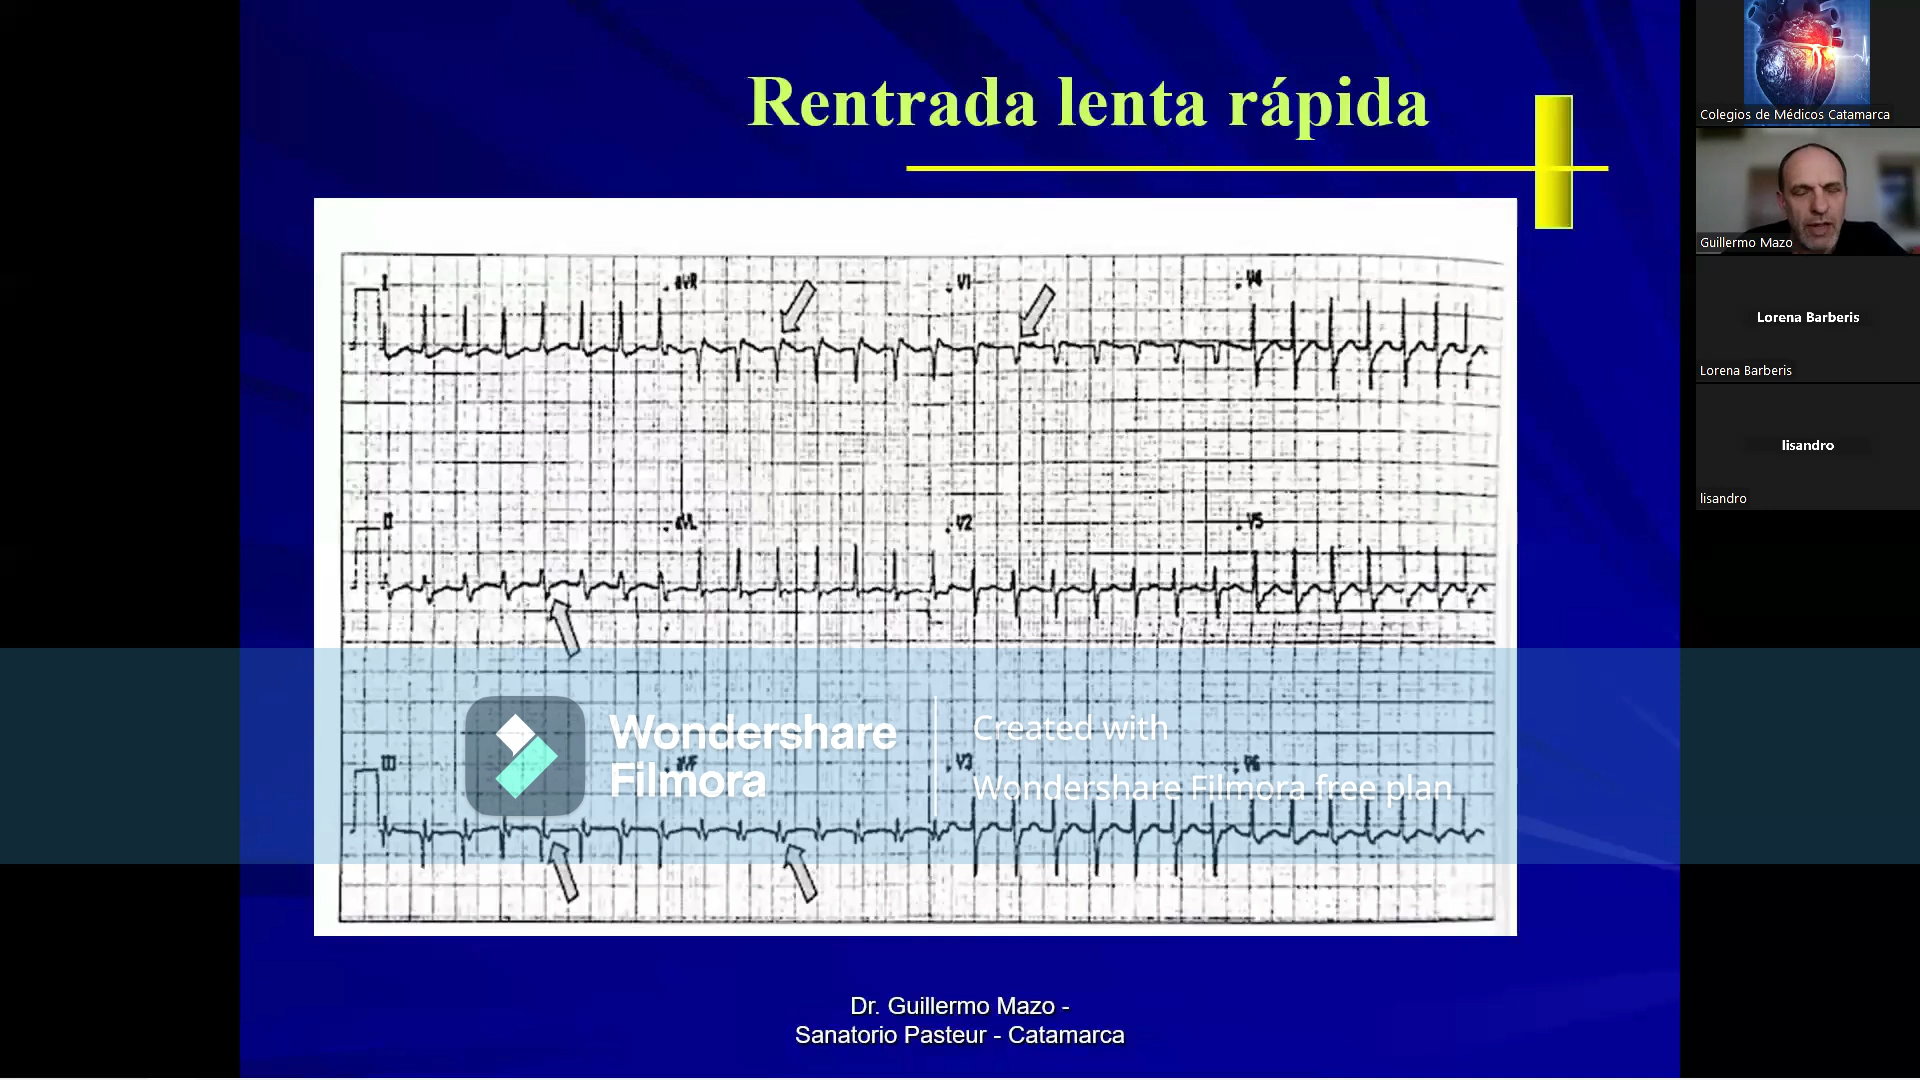 Rentrada lenta rápida
I
aVR
V1
V4
II
aVL
V2
V5
III
aVF
V3
V6
Wondershare
Filmora
Created with
Wondershare Filmora free plan
Dr. Guillermo Mazo -
Sanatorio Pasteur - Catamarca
Colegios de Médicos Catamarca
Guillermo Mazo
Lorena Barberis
Lorena Barberis
lisandro
lisandro